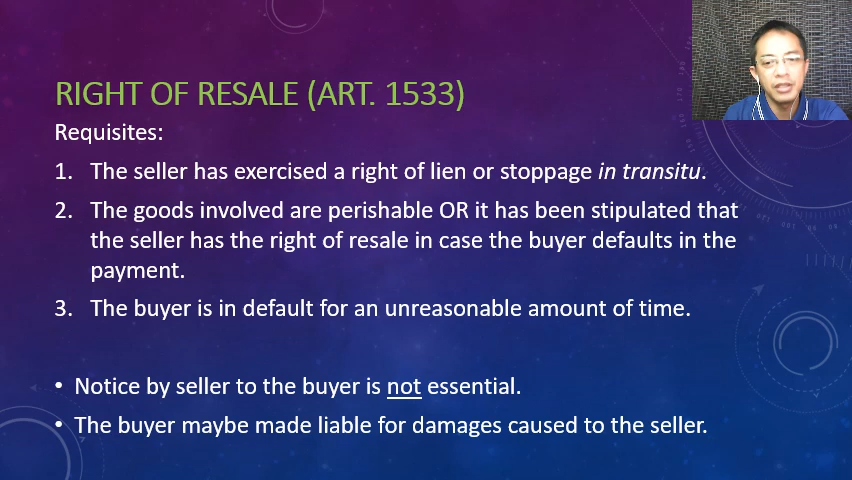 RIGHT OF RESALE (ART. 1533)
Requisites:
1. The seller has exercised a right of lien or stoppage in transitu.
2. The goods involved are perishable OR it has been stipulated that
the seller has the right of resale in case the buyer defaults in the
payment.
3. The buyer is in default for an unreasonable amount of time.
• Notice by seller to the buyer is not essential.
• The buyer maybe made liable for damages caused to the seller.